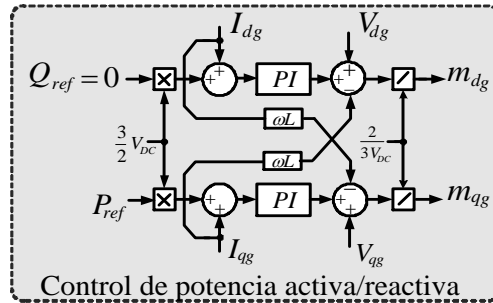 I_dg V_dg
Q_ref = 0 × + + PI + − ∕ m_dg
ωL
3/2 V_DC 2/3V_DC
ωL
P_ref × + + PI + − + ∕ m_qg
I_qg V_qg
Control de potencia activa/reactiva